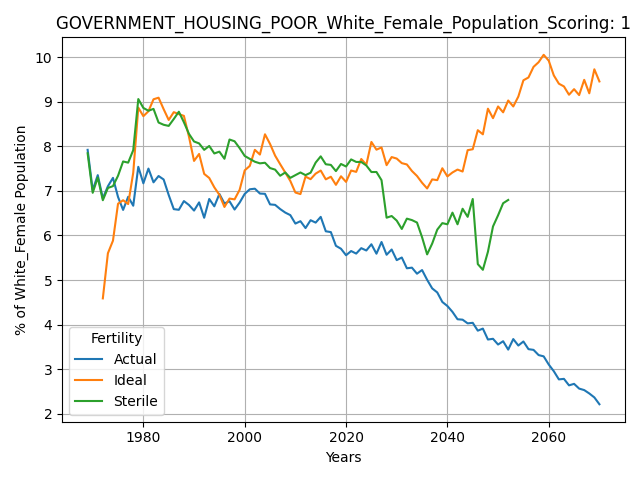 GOVERNMENT_HOUSING_POOR_White_Female_Population_Scoring: 1
% of White_Female Population
10
9
8
7
6
5
4
3
2
Fertility
Actual
Ideal
Sterile
1980
2000
2020
2040
2060
Years